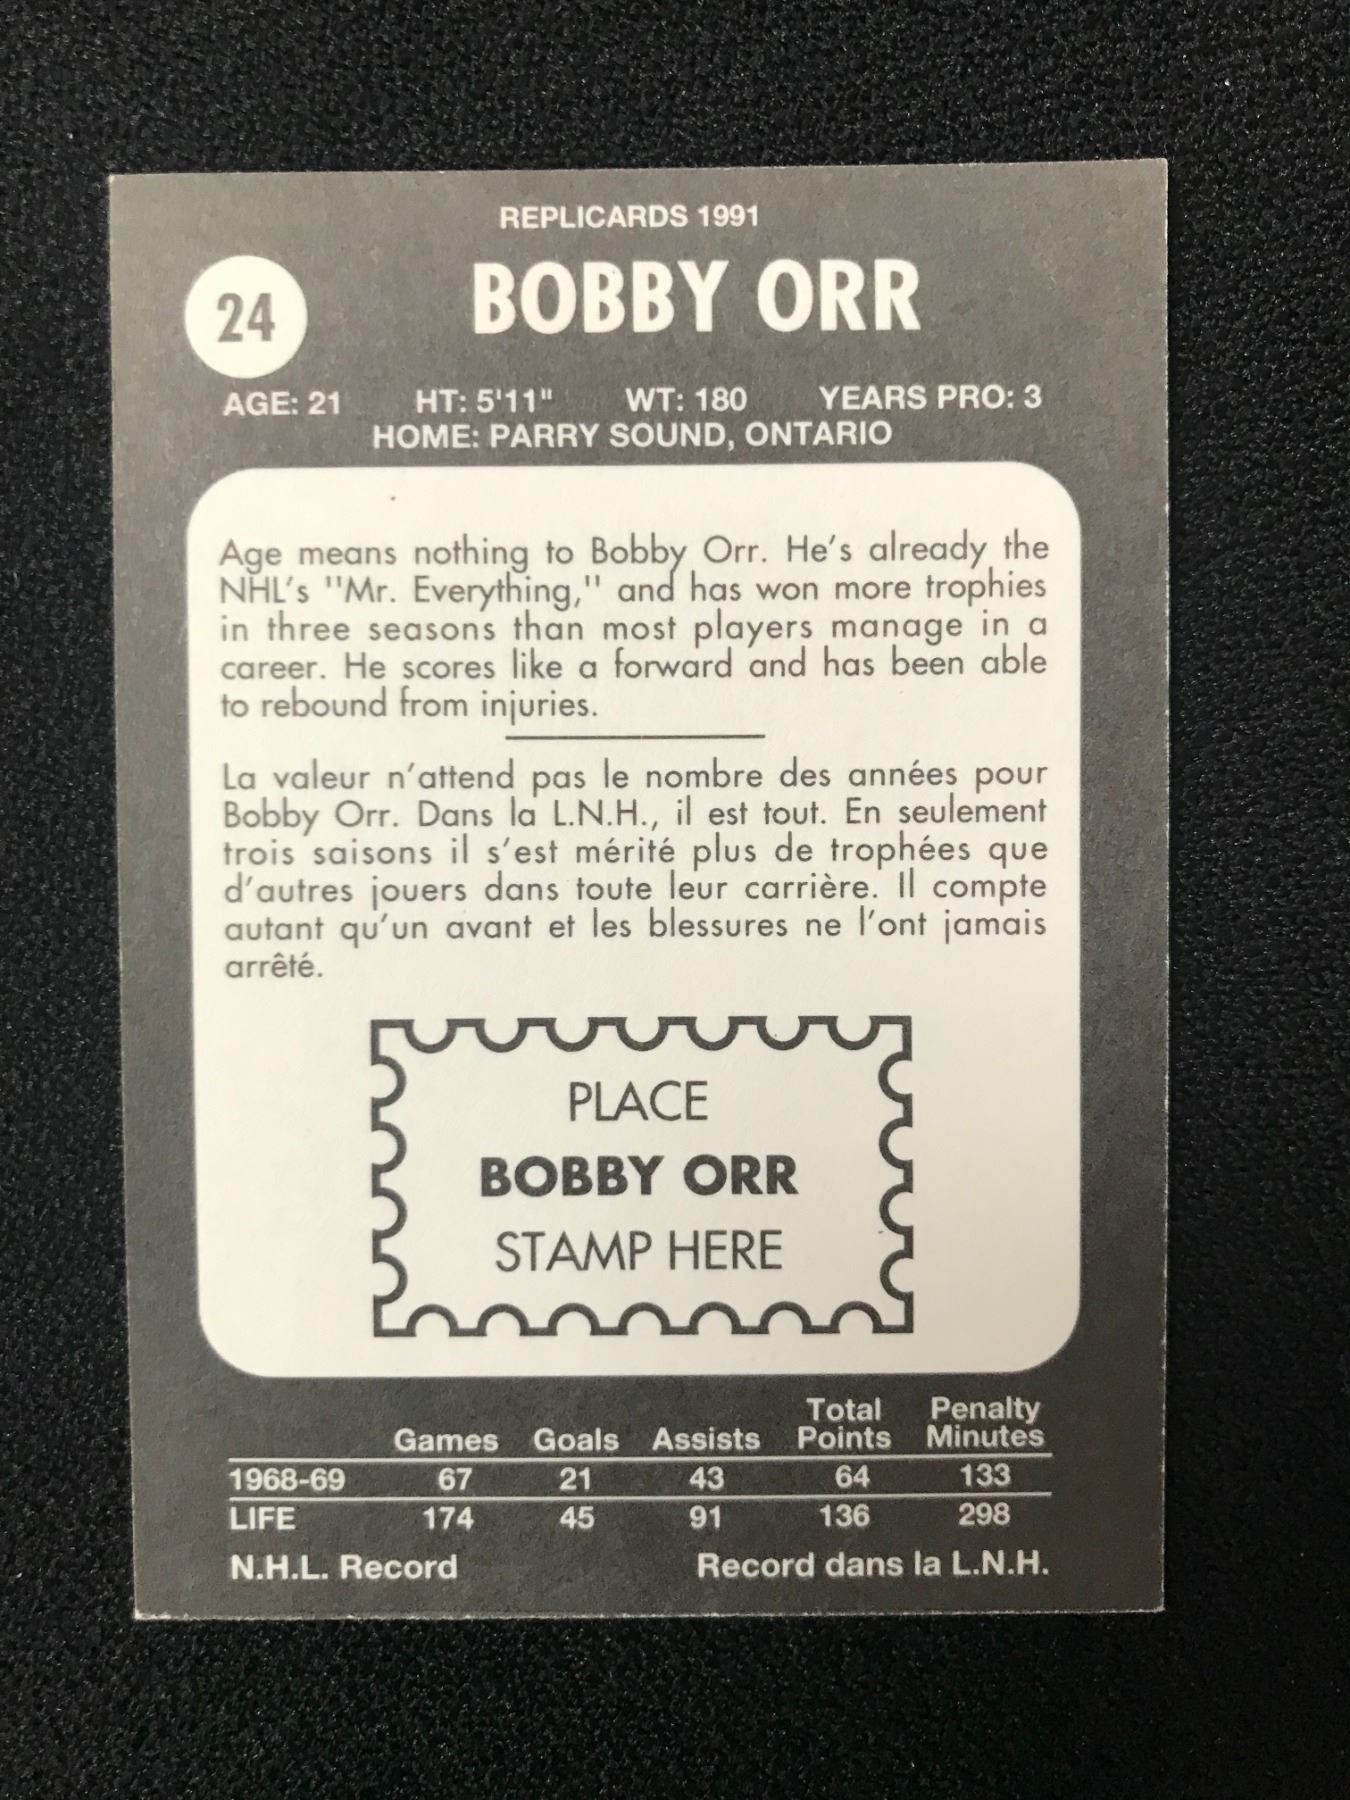 REPLICARDS 1991
24
BOBBY ORR
AGE: 21 HT: 5'11" WT: 180 YEARS PRO: 3
HOME: PARRY SOUND, ONTARIO
Age means nothing to Bobby Orr. He's already the
NHL's "Mr. Everything," and has won more trophies
in three seasons than most players manage in a
career. He scores like a forward and has been able
to rebound from injuries.
La valeur n'attend pas le nombre des années pour
Bobby Orr. Dans la L.N.H., il est tout. En seulement
trois saisons il s'est mérité plus de trophées que
d'autres jouers dans toute leur carrière. Il compte
autant qu'un avant et les blessures ne l'ont jamais
arrêté.
PLACE
BOBBY ORR
STAMP HERE
Games Goals Assists Total Points Penalty Minutes
1968-69 67 21 43 64 133
LIFE 174 45 91 136 298
N.H.L. Record Record dans la L.N.H.